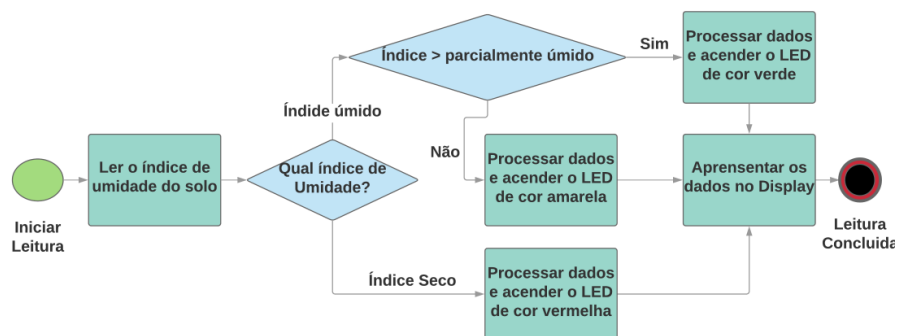 Iniciar
Leitura
Ler o índice de
umidade do solo
Qual índice de
Umidade?
Índide úmido
Índice > parcialmente úmido
Sim
Processar dados
e acender o LED
de cor verde
Não
Processar dados
e acender o LED
de cor amarela
Índice Seco
Processar dados
e acender o LED
de cor vermelha
Aprensentar os
dados no Display
Leitura
Concluida